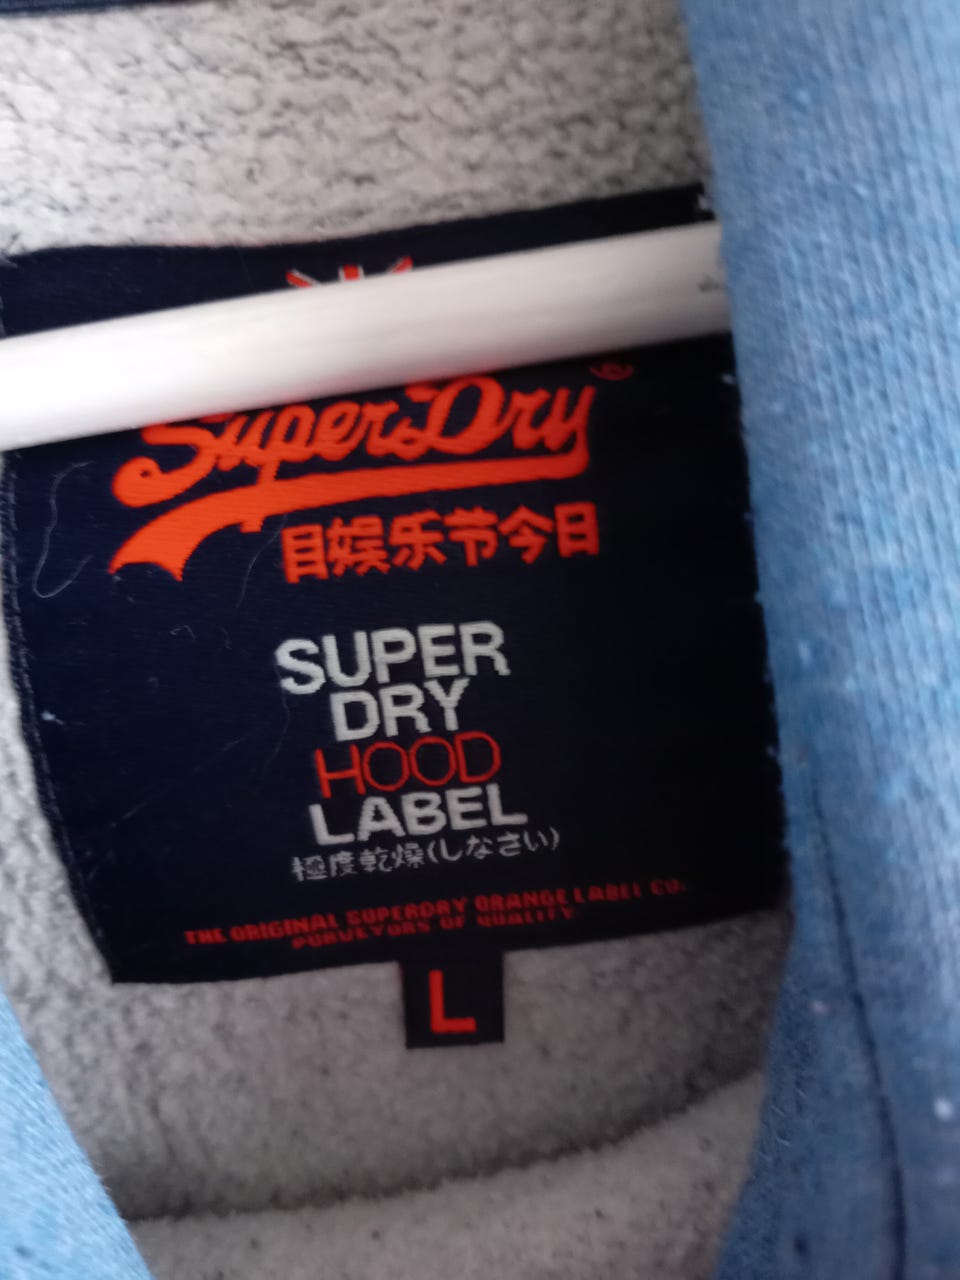 SuperDry®
目娱乐节今日
SUPER
DRY
HOOD
LABEL
極度乾燥(しなさい)
THE ORIGINAL SUPERDRY ORANGE LABEL CO.
PURVEYORS OF QUALITY
L